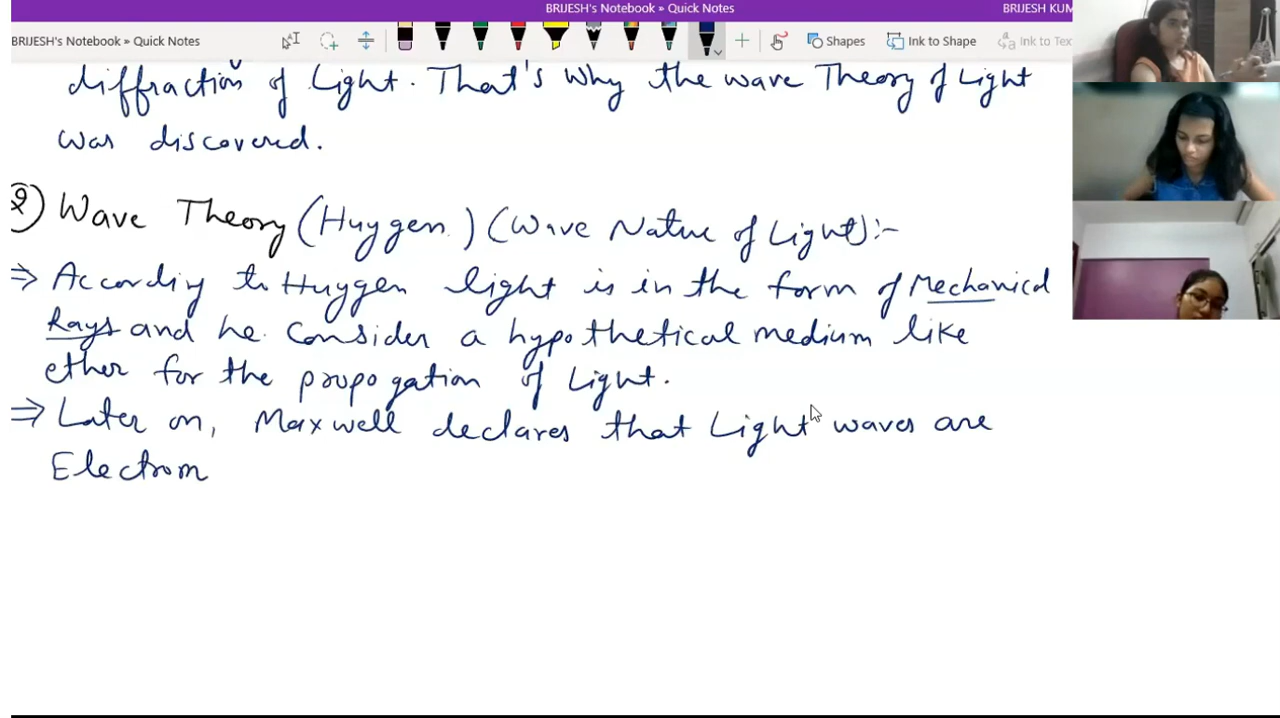 BRIJESH's Notebook » Quick Notes
BRIJESH KUM
BRIJESH's Notebook » Quick Notes
Shapes
Ink to Shape
Ink to Tex
diffraction of Light. That's why the wave Theory of Light
was discovered.
2) Wave Theory (Huygen) (Wave Nature of Light):-
⇒ According to Huygen light is in the form of Mechanical
Rays and he Consider a hypothetical medium like
ether for the propogation of Light.
⇒ Later on, Maxwell declares that Light waves are
Electrom